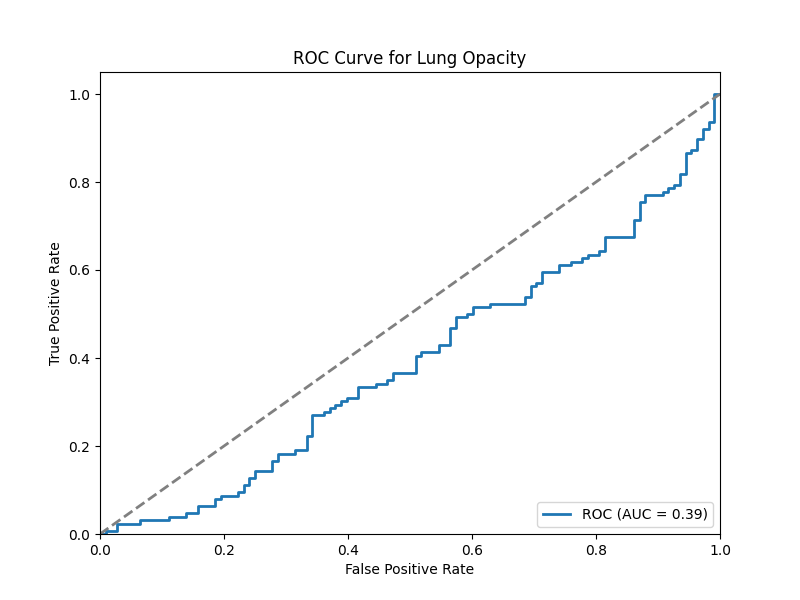 ROC Curve for Lung Opacity
True Positive Rate
1.0
0.8
0.6
0.4
0.2
0.0
ROC (AUC = 0.39)
0.0 0.2 0.4 0.6 0.8 1.0
False Positive Rate